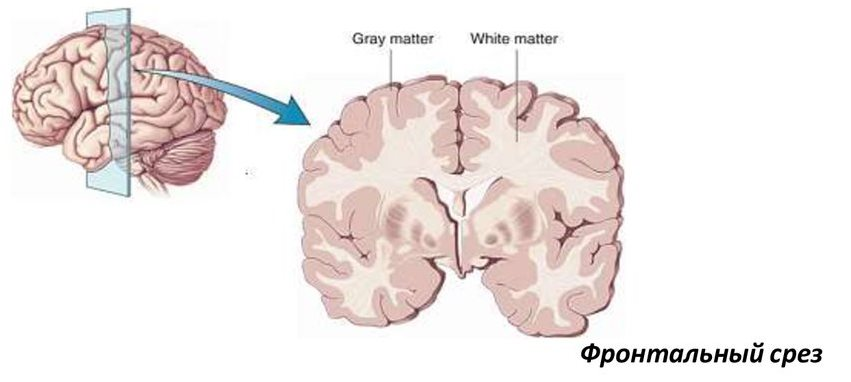 Gray matter
White matter
Фронтальный срез